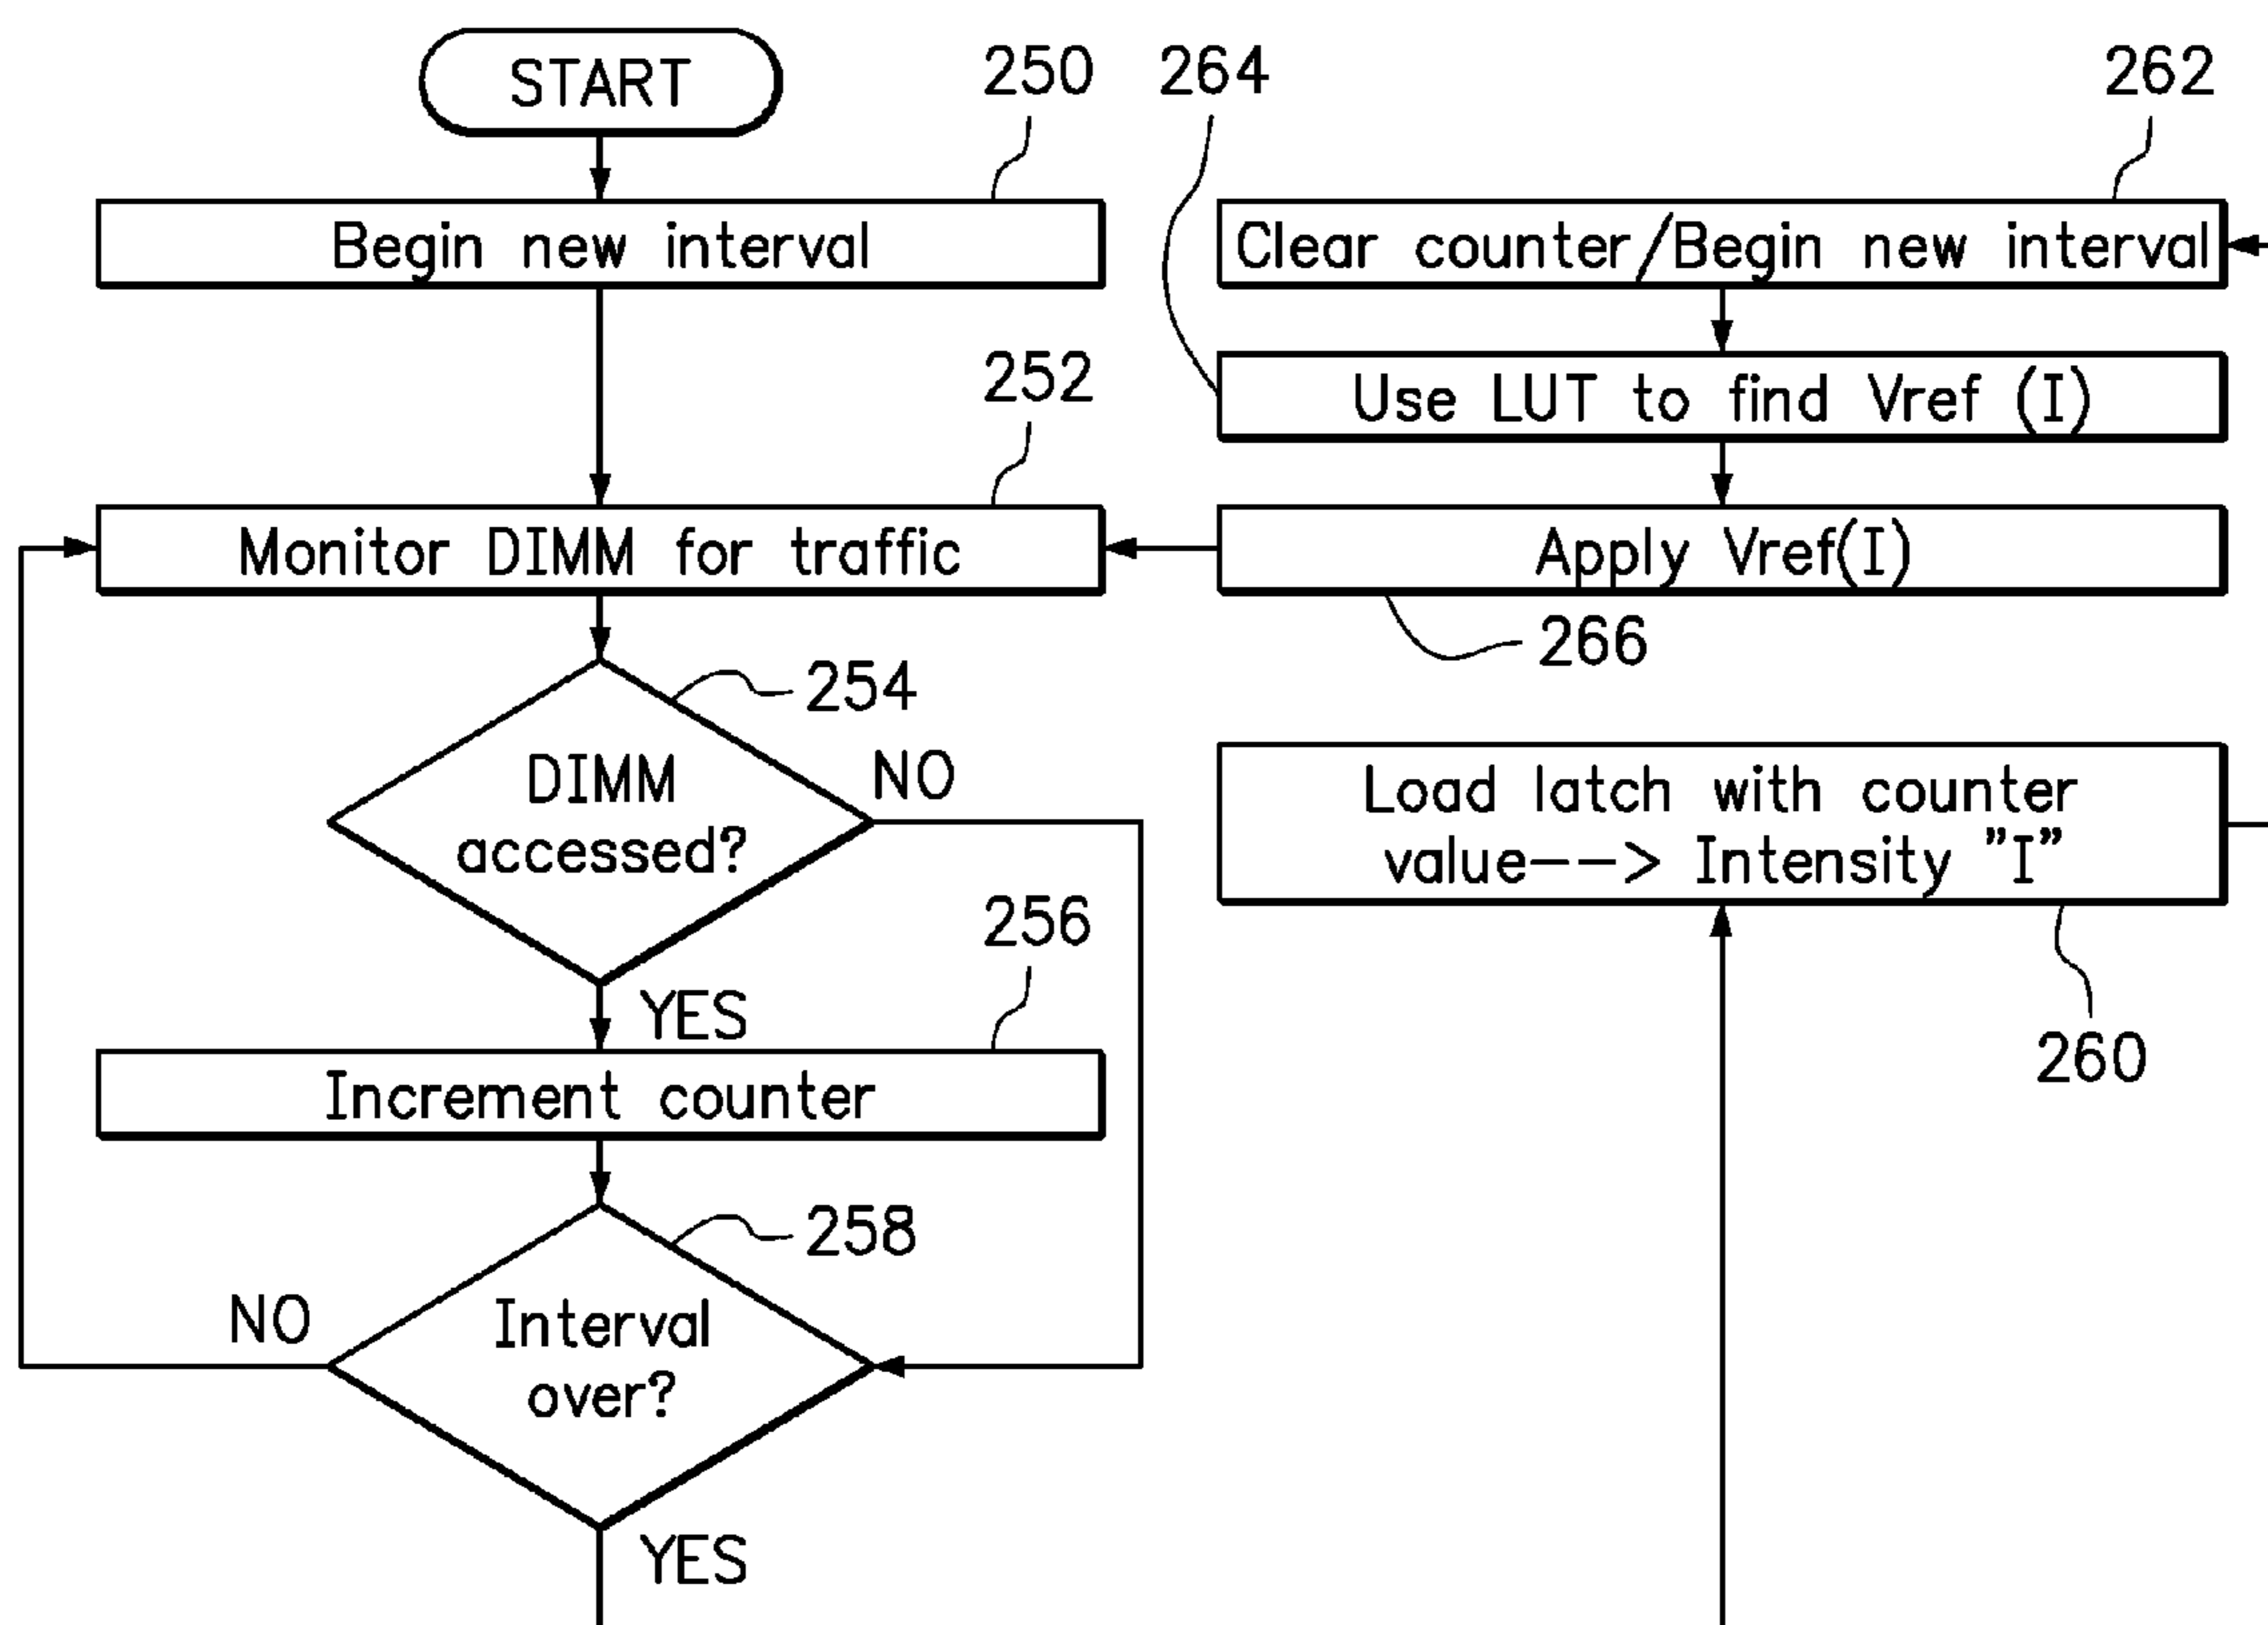 START
250
Begin new interval
252
Monitor DIMM for traffic
254
DIMM
accessed?
NO
YES
256
Increment counter
258
Interval
over?
NO
YES
264
262
Clear counter/Begin new interval
Use LUT to find Vref (I)
Apply Vref(I)
266
Load latch with counter
value--> Intensity "I"
260